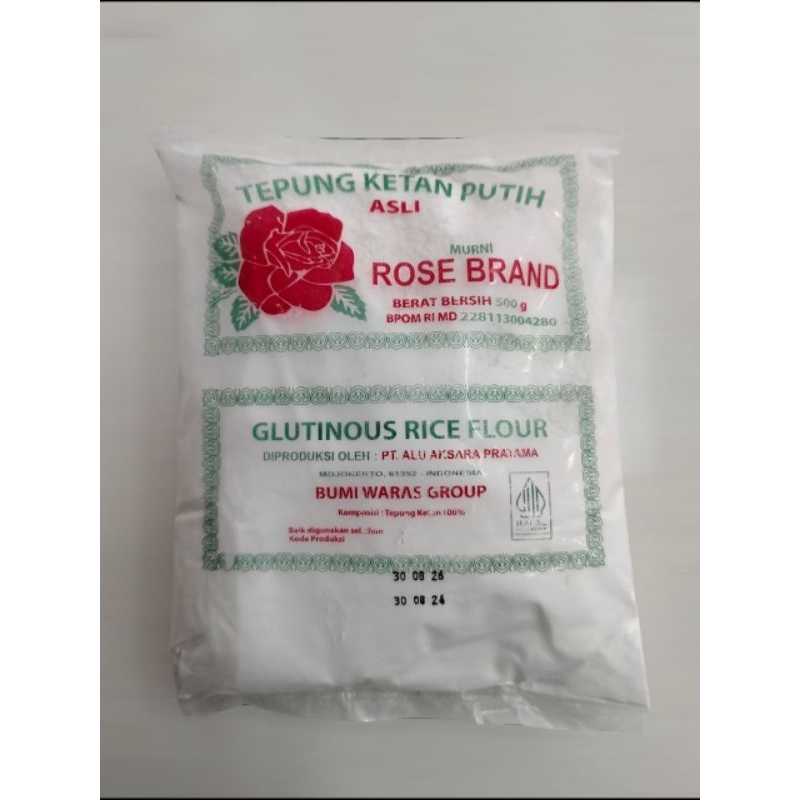 TEPUNG KETAN PUTIH
ASLI
MURNI
ROSE BRAND
BERAT BERSIH 500 g
BPOM RI MD 228113004280
GLUTINOUS RICE FLOUR
DIPRODUKSI OLEH : PT. ALU AKSARA PRATAMA
MOJOKERTO, 61352 - INDONESIA
BUMI WARAS GROUP
Komposisi : Tepung Ketan 100%
Baik digunakan
Kode Produksi
30 08 26
30 08 24